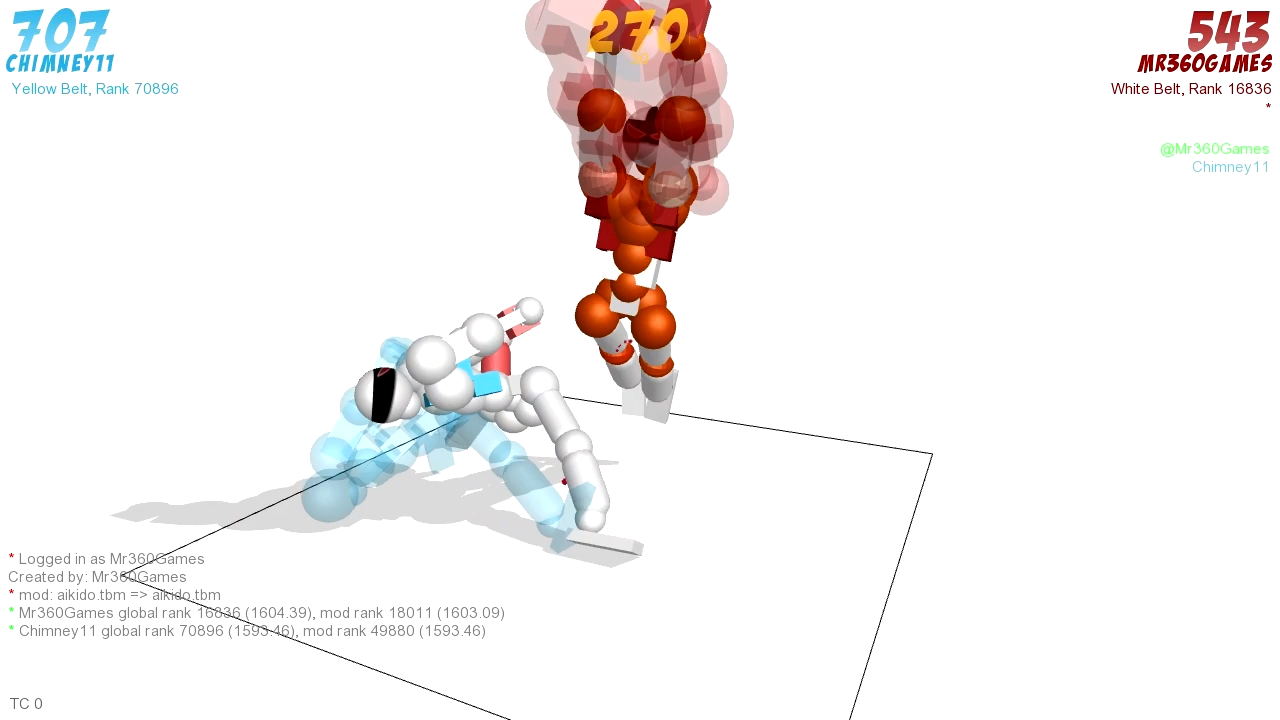 707
CHIMNEY11
Yellow Belt, Rank 70896
270
543
MR360GAMES
White Belt, Rank 16836
*
@Mr360Games
Chimney11
* Logged in as Mr360Games
Created by: Mr360Games
* mod: aikido.tbm => aikido.tbm
* Mr360Games global rank 16836 (1604.39), mod rank 18011 (1603.09)
* Chimney11 global rank 70896 (1593.46), mod rank 49880 (1593.46)
TC 0